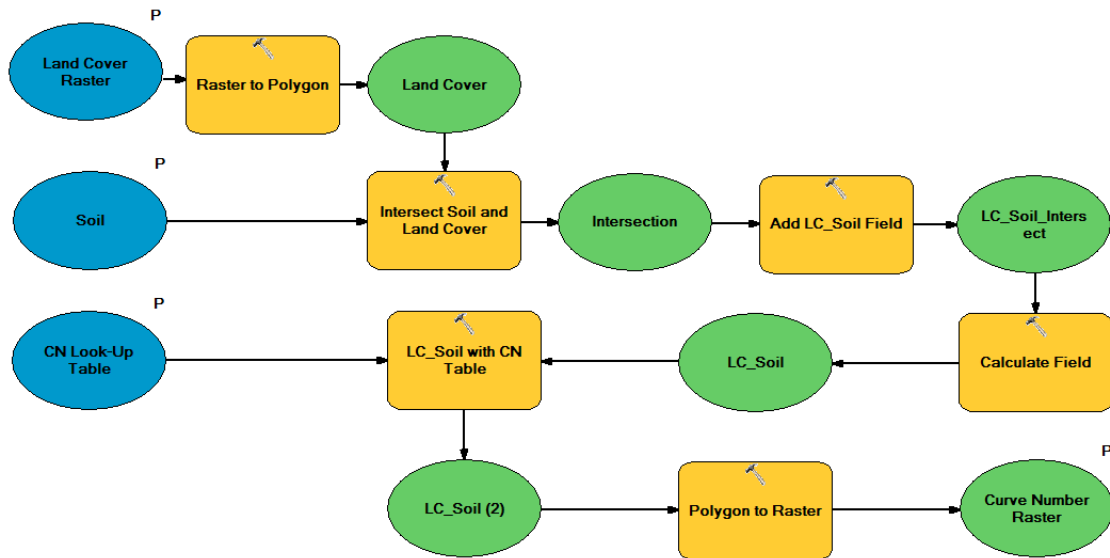 P
Land Cover
Raster
Raster to Polygon
Land Cover
P
Soil
Intersect Soil and
Land Cover
Intersection
Add LC_Soil Field
LC_Soil_Inters
ect
P
CN Look-Up
Table
LC_Soil with CN
Table
LC_Soil
Calculate Field
LC_Soil (2)
Polygon to Raster
P
Curve Number
Raster